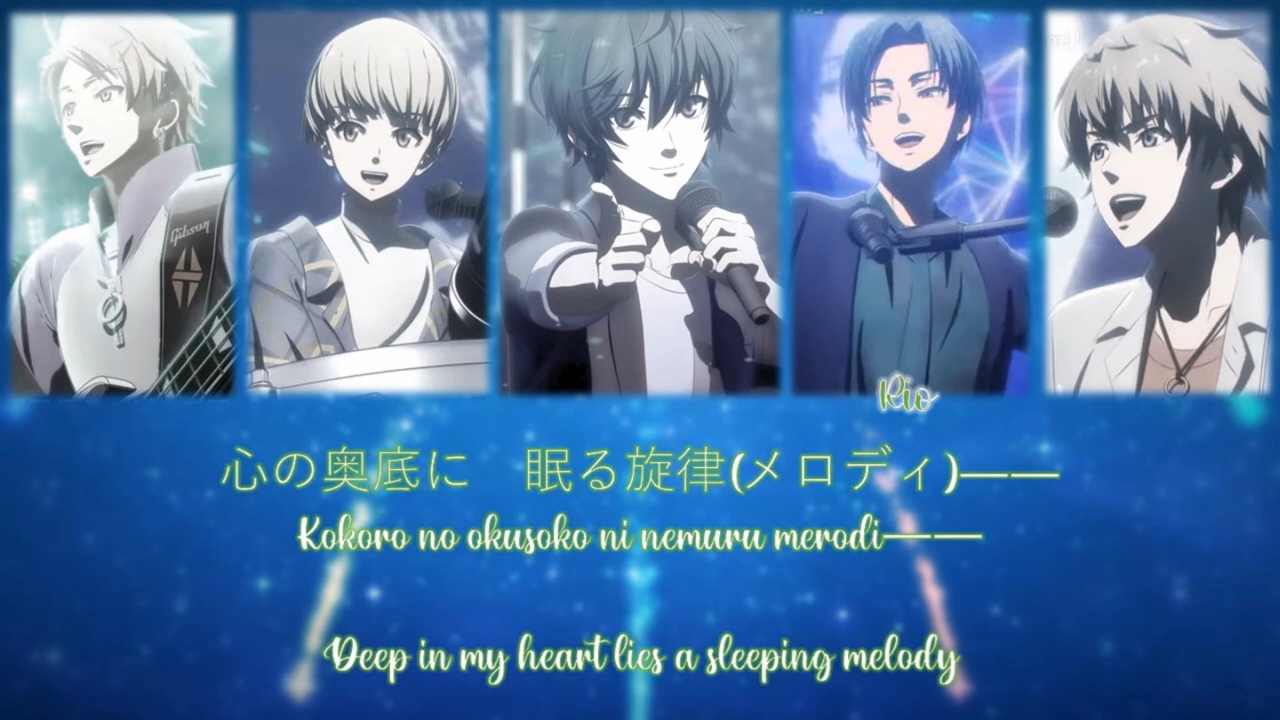 Gibson
Rio
心の奥底に　眠る旋律(メロディ)——
Kokoro no okusoko ni nemuru merodi——
Deep in my heart lies a sleeping melody